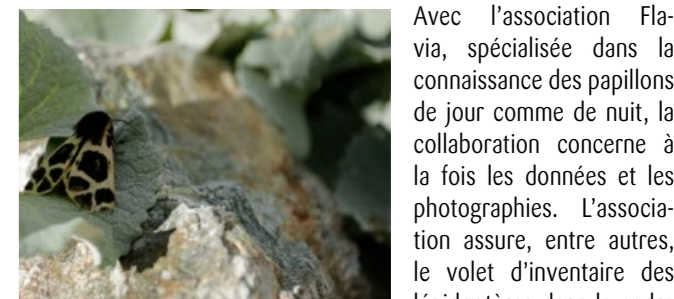 Avec l'association Fla-
via, spécialisée dans la
connaissance des papillons
de jour comme de nuit, la
collaboration concerne à
la fois les données et les
photographies. L'associa-
tion assure, entre autres,
le volet d'inventaire des